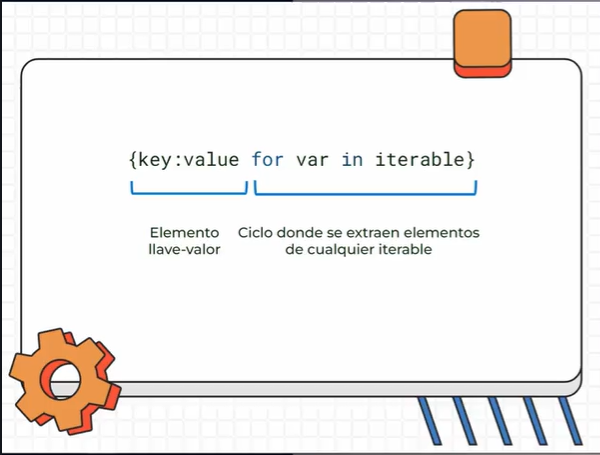 {key:value for var in iterable}
Elemento
llave-valor
Ciclo donde se extraen elementos
de cualquier iterable